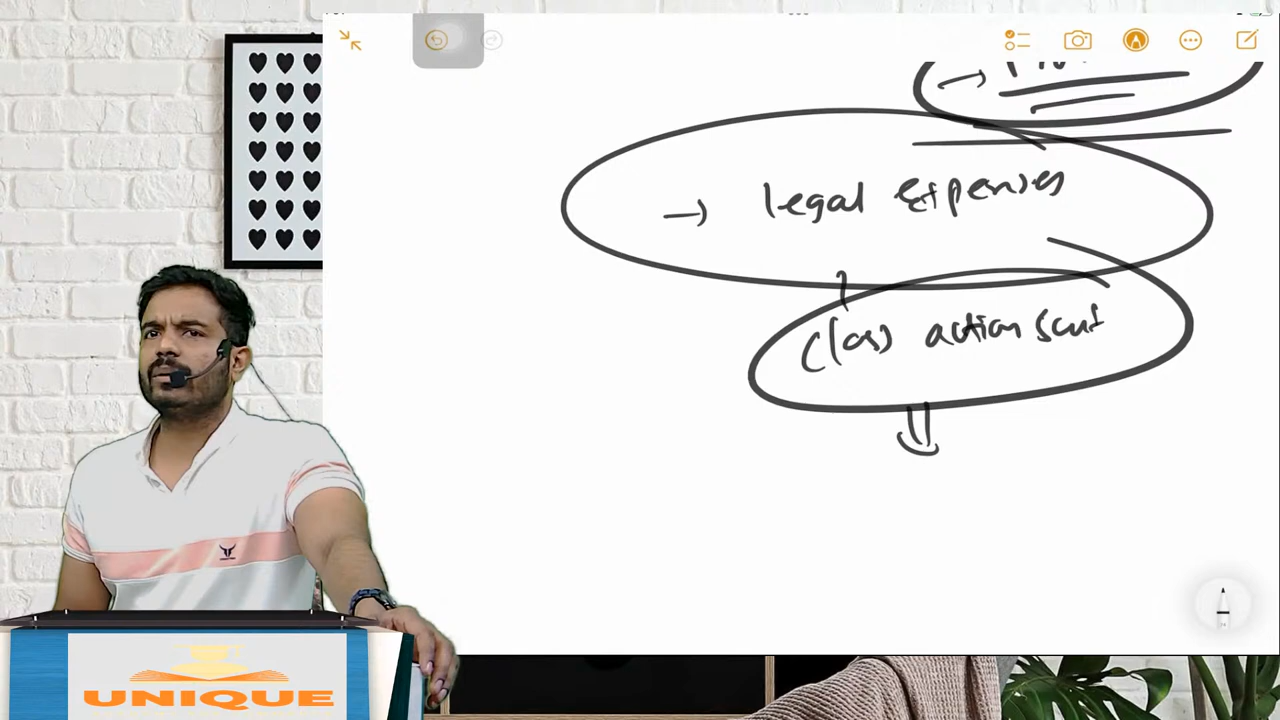 → legal Expenses
class action suit
UNIQUE